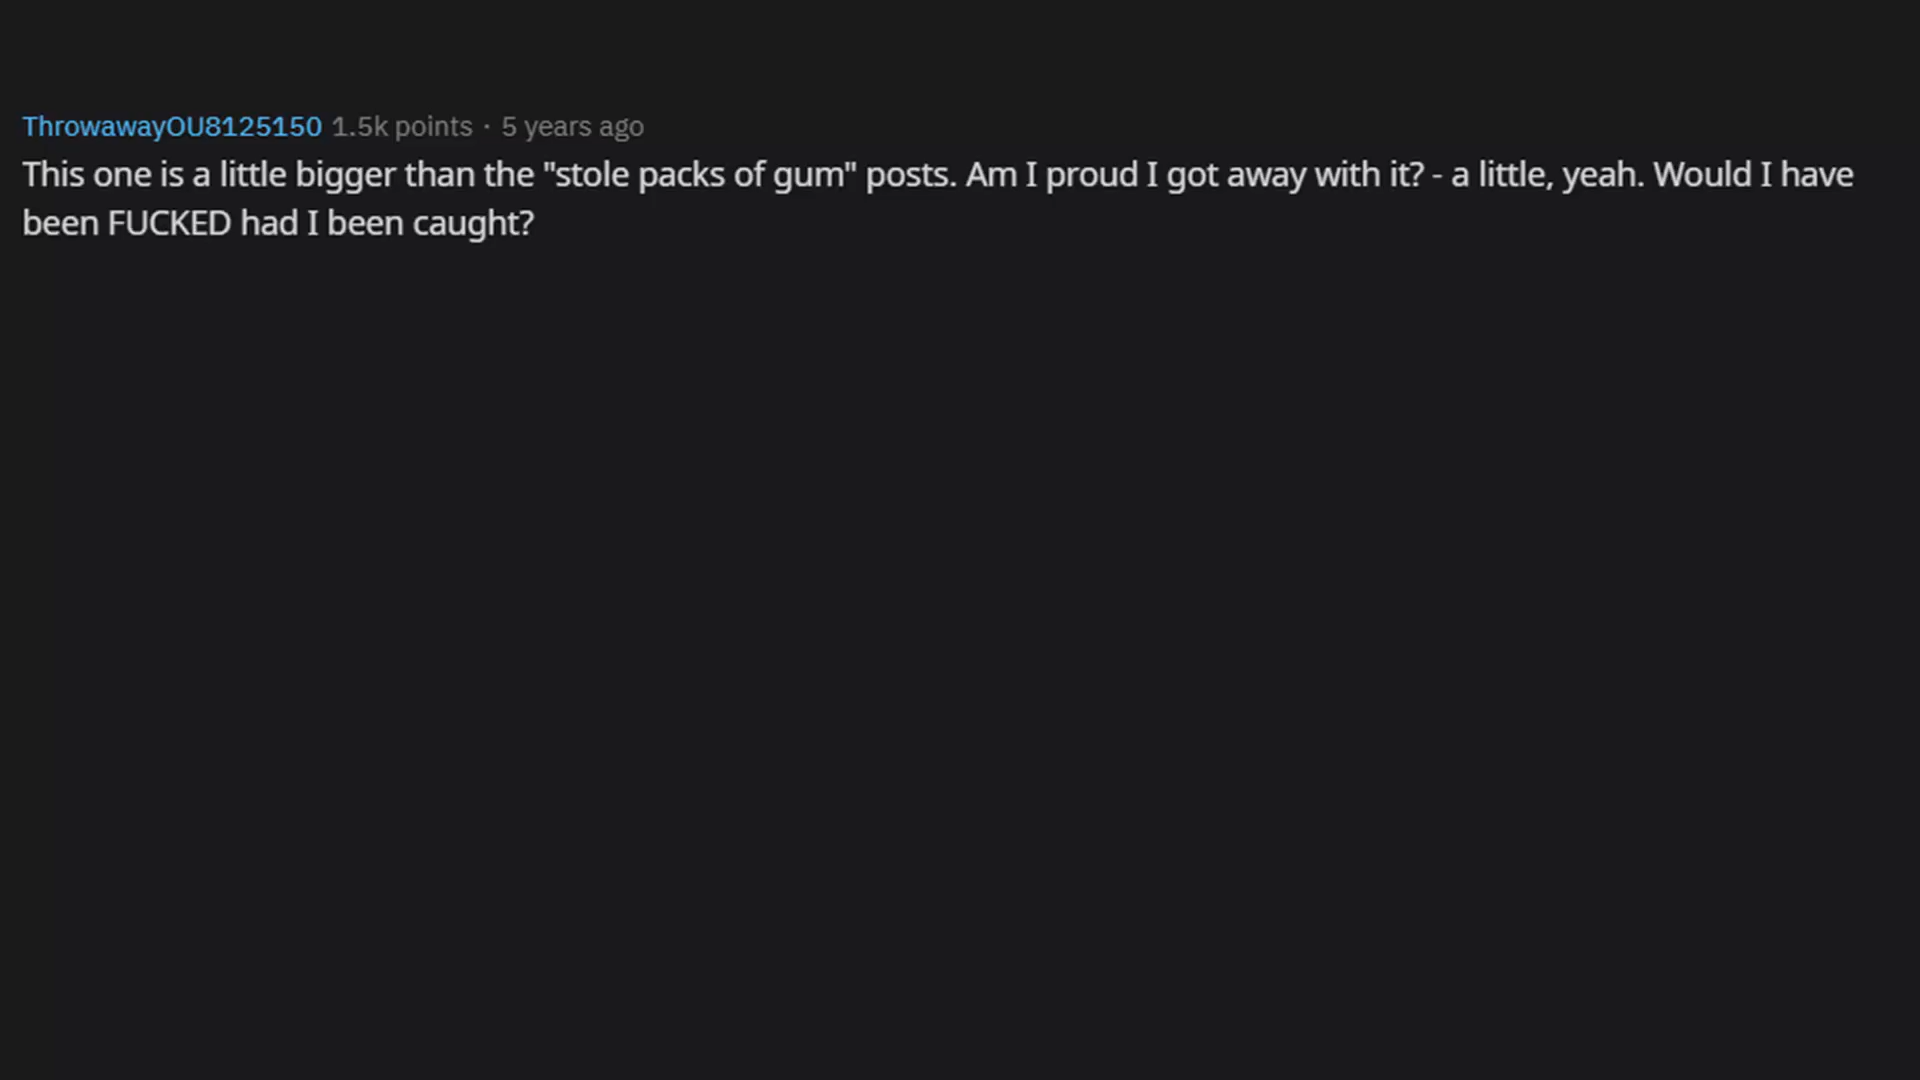 ThrowawayOU8125150 1.5k points · 5 years ago
This one is a little bigger than the "stole packs of gum" posts. Am I proud I got away with it? - a little, yeah. Would I have
been FUCKED had I been caught?